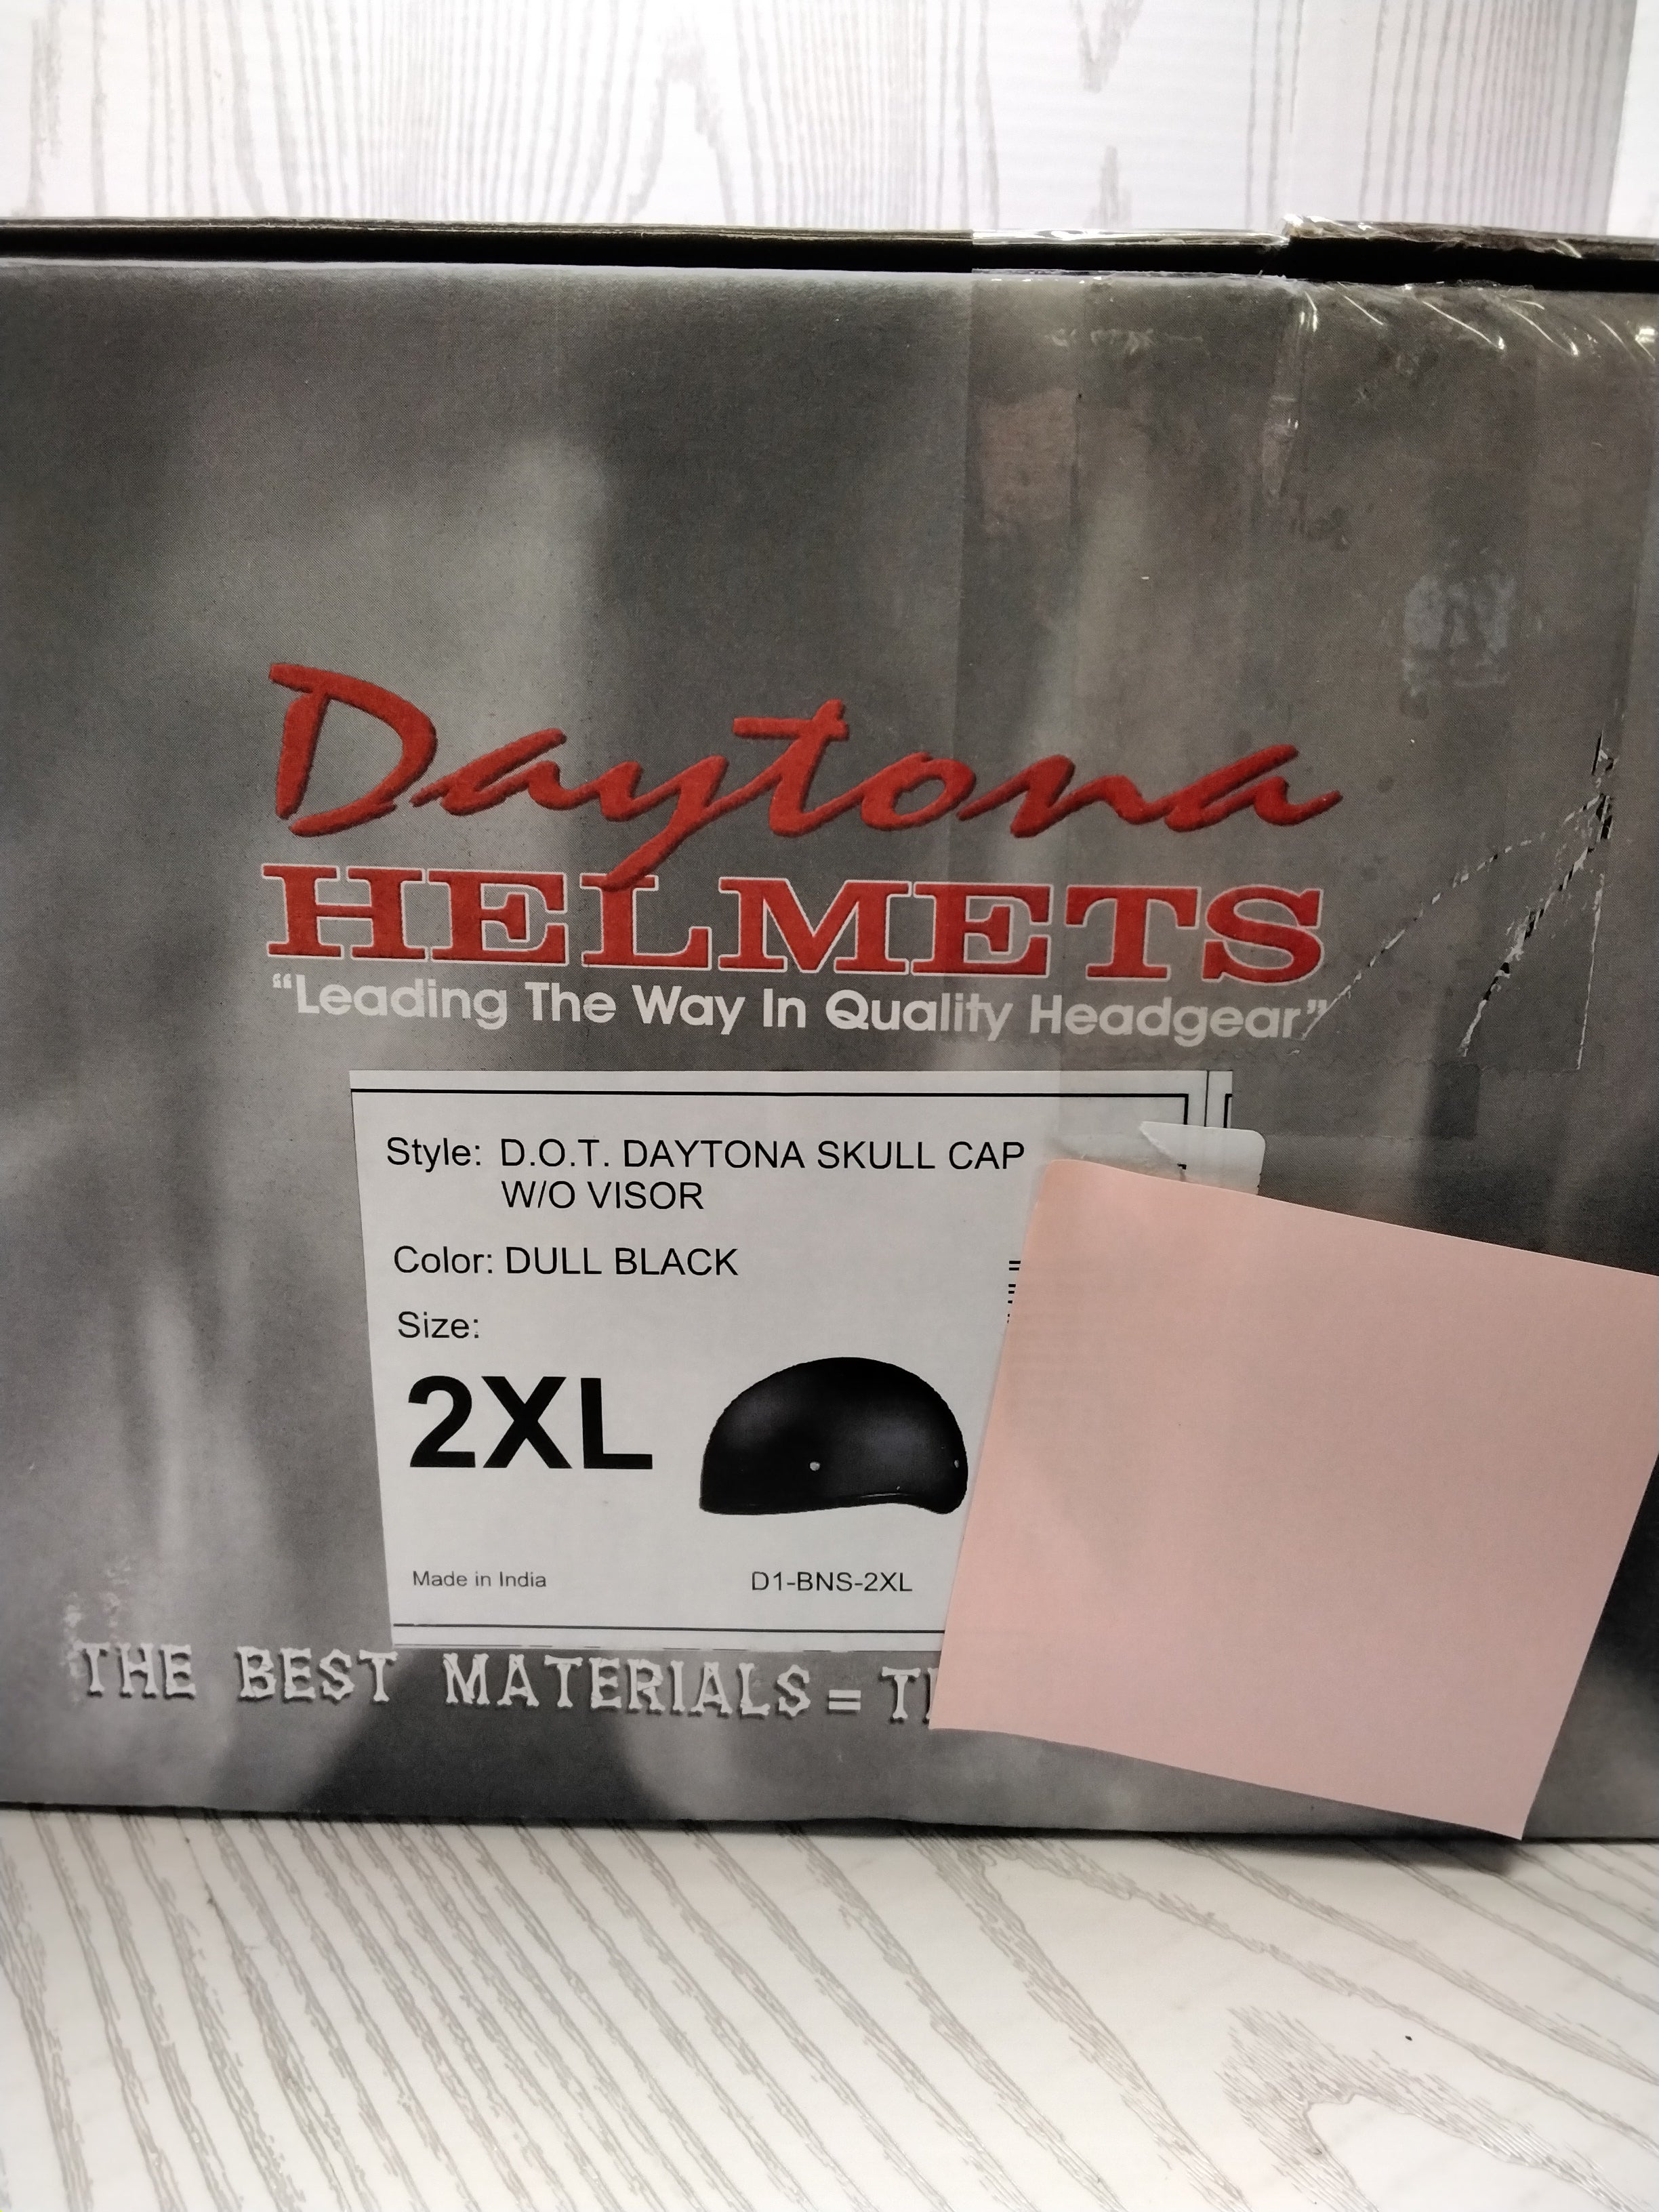 Daytona
HELMETS
“Leading The Way In Quality Headgear”
Style: D.O.T. DAYTONA SKULL CAP
W/O VISOR
Color: DULL BLACK
Size:
2XL
Made in India D1-BNS-2XL
THE BEST MATERIALS =